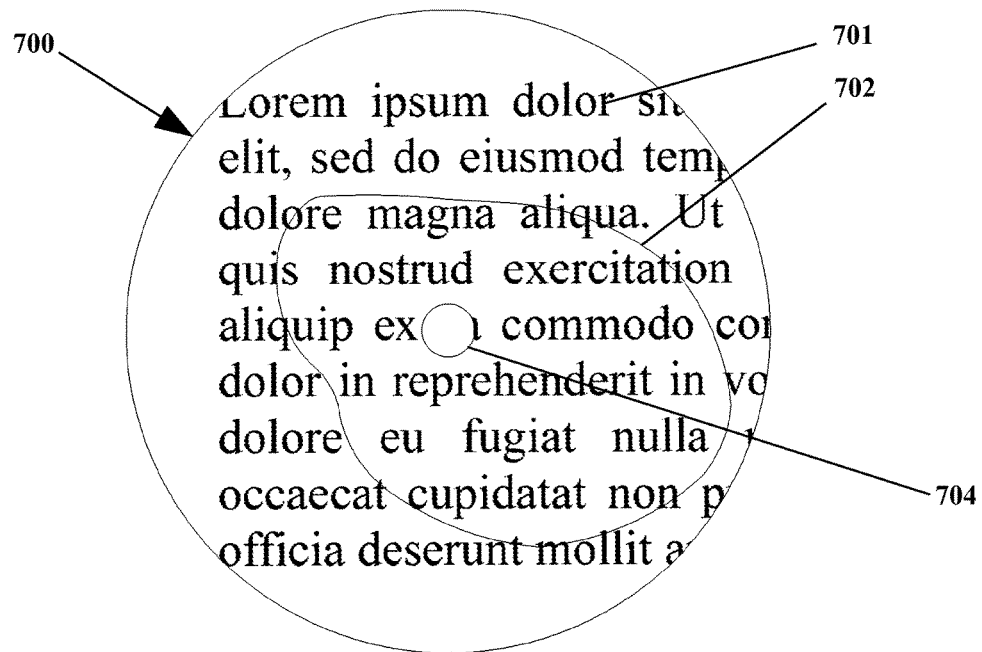 700
701
702
Lorem ipsum dolor
elit, sed do eiusmod
dolore magna aliqua. Ut
quis nostrud exercitation
aliquip ex commodo
dolor in reprehenderit in
dolore eu fugiat nulla
occaecat cupidatat non
704
officia deserunt mollit